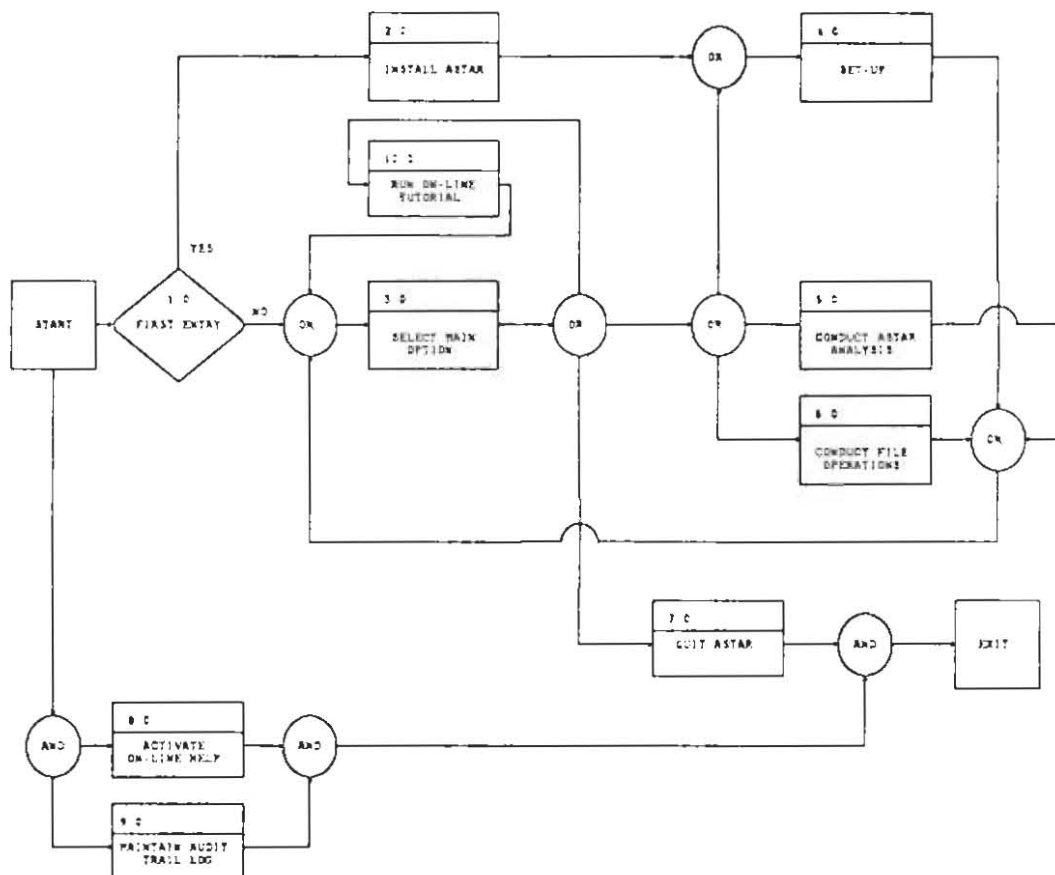 2 0
INSTALL ASTAR
OR
4 0
SET-UP
10 0
RUN ON-LINE
TUTORIAL
YES
START
1 0
FIRST ENTRY
NO
OR
3 0
SELECT MAIN
OPTION
OR
OR
5 0
CONDUCT ASTAR
ANALYSIS
6 0
CONDUCT FILE
OPERATIONS
OR
7 0
QUIT ASTAR
AND
EXIT
AND
8 0
ACTIVATE
ON-LINE HELP
AND
9 0
MAINTAIN AUDIT
TRAIL LOG